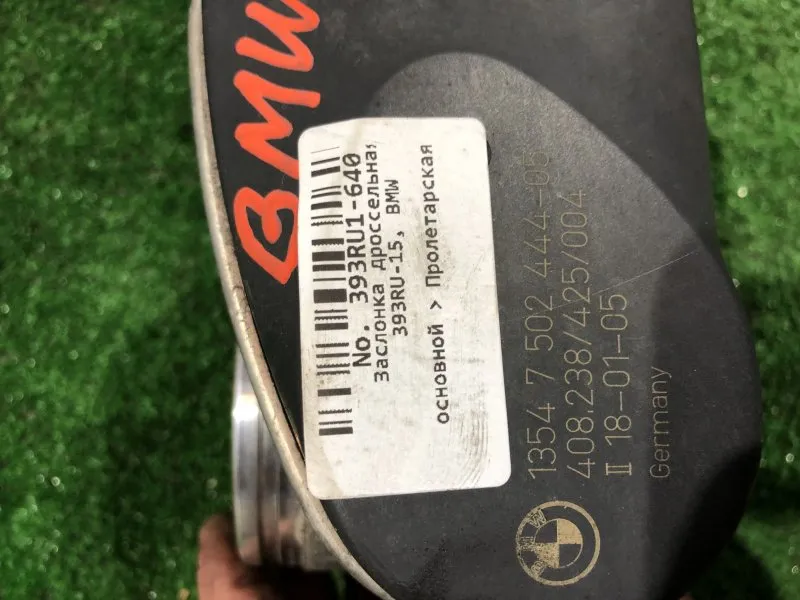 BMW
No. 393RU1-640
Заслонка дроссельная
393RU-15, BMW
основной > Пролетарская
1354 7 502 444-05
408.238/425/004
II 18-01-05
Germany